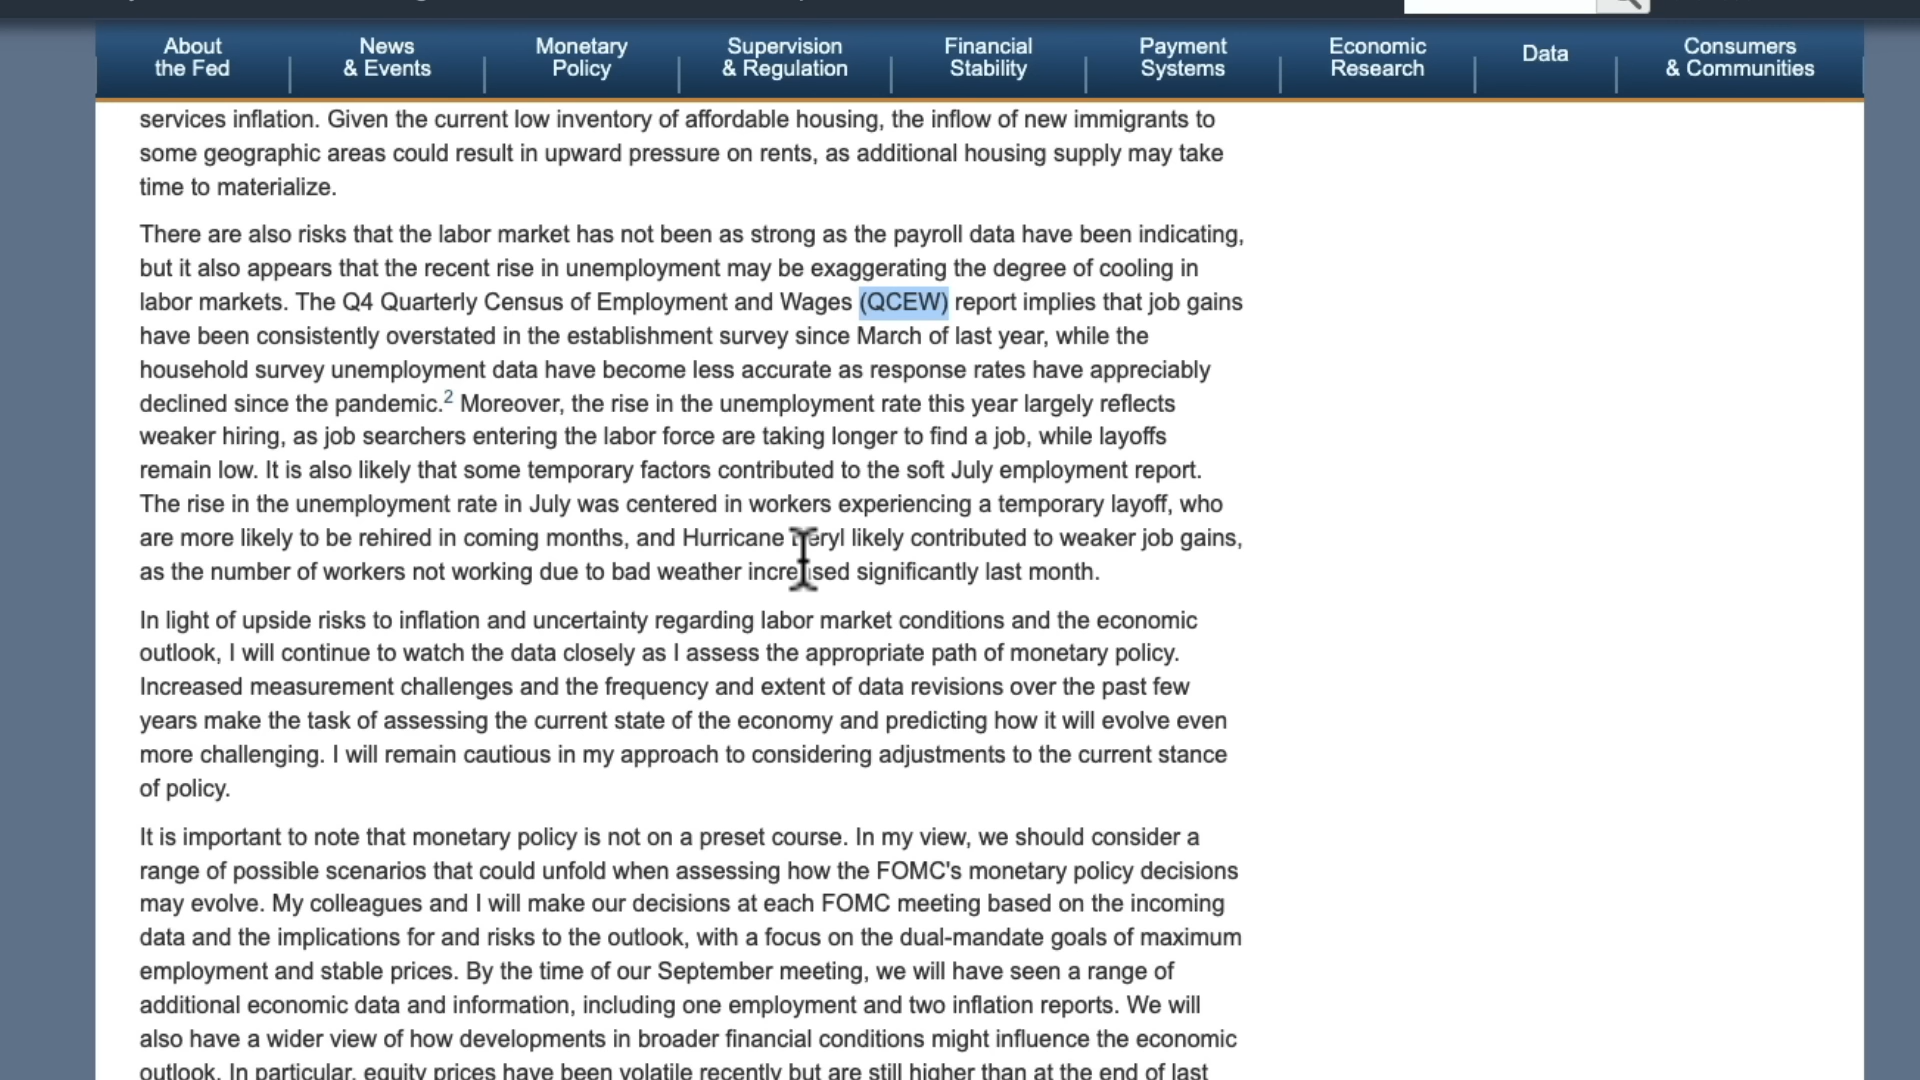 About
the Fed
News
& Events
Monetary
Policy
Supervision
& Regulation
Financial
Stability
Payment
Systems
Economic
Research
Data
Consumers
& Communities
services inflation. Given the current low inventory of affordable housing, the inflow of new immigrants to
some geographic areas could result in upward pressure on rents, as additional housing supply may take
time to materialize.
There are also risks that the labor market has not been as strong as the payroll data have been indicating,
but it also appears that the recent rise in unemployment may be exaggerating the degree of cooling in
labor markets. The Q4 Quarterly Census of Employment and Wages (QCEW) report implies that job gains
have been consistently overstated in the establishment survey since March of last year, while the
household survey unemployment data have become less accurate as response rates have appreciably
declined since the pandemic.2 Moreover, the rise in the unemployment rate this year largely reflects
weaker hiring, as job searchers entering the labor force are taking longer to find a job, while layoffs
remain low. It is also likely that some temporary factors contributed to the soft July employment report.
The rise in the unemployment rate in July was centered in workers experiencing a temporary layoff, who
are more likely to be rehired in coming months, and Hurricane Beryl likely contributed to weaker job gains,
as the number of workers not working due to bad weather increased significantly last month.
In light of upside risks to inflation and uncertainty regarding labor market conditions and the economic
outlook, I will continue to watch the data closely as I assess the appropriate path of monetary policy.
Increased measurement challenges and the frequency and extent of data revisions over the past few
years make the task of assessing the current state of the economy and predicting how it will evolve even
more challenging. I will remain cautious in my approach to considering adjustments to the current stance
of policy.
It is important to note that monetary policy is not on a preset course. In my view, we should consider a
range of possible scenarios that could unfold when assessing how the FOMC's monetary policy decisions
may evolve. My colleagues and I will make our decisions at each FOMC meeting based on the incoming
data and the implications for and risks to the outlook, with a focus on the dual-mandate goals of maximum
employment and stable prices. By the time of our September meeting, we will have seen a range of
additional economic data and information, including one employment and two inflation reports. We will
also have a wider view of how developments in broader financial conditions might influence the economic
outlook. In particular, equity prices have been volatile recently but are still higher than at the end of last